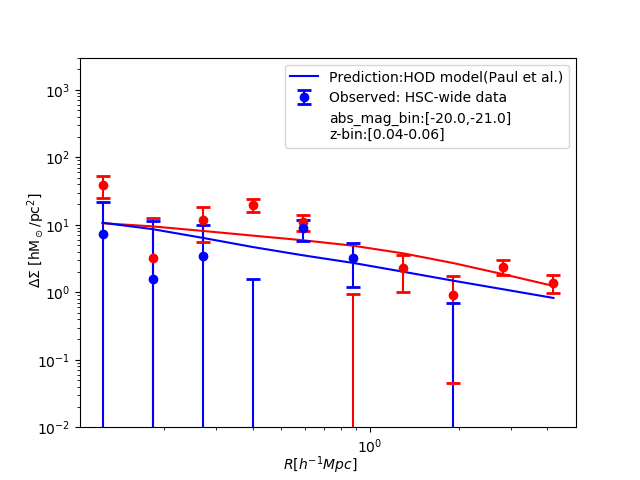 Prediction:HOD model(Paul et al.)
Observed: HSC-wide data
abs_mag_bin:[-20.0,-21.0]
z-bin:[0.04-0.06]
10³
10²
10¹
10⁰
10⁻¹
10⁻²
ΔΣ [hM☉/pc²]
10⁰
R[h⁻¹Mpc]